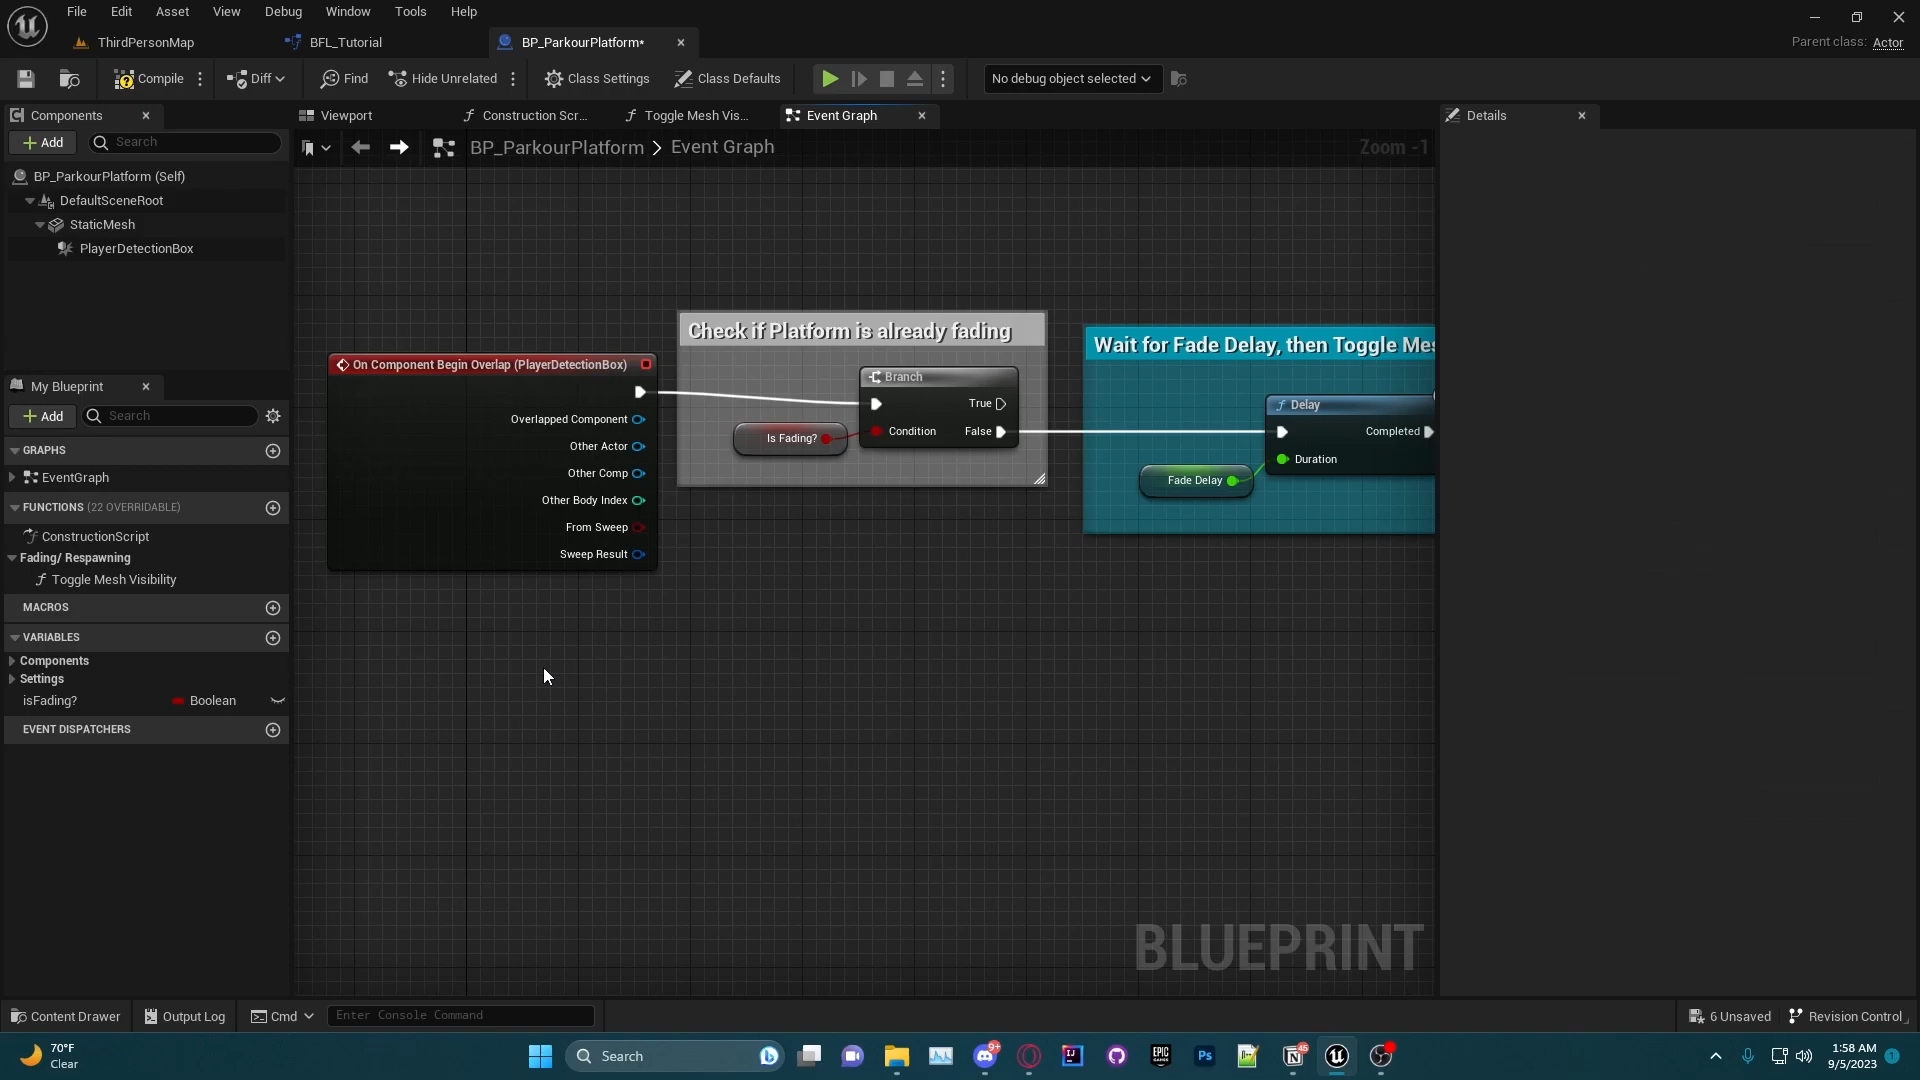 File Edit Asset View Debug Window Tools Help
ThirdPersonMap BFL_Tutorial BP_ParkourPlatform* Parent class: Actor
Compile Diff Find Hide Unrelated Class Settings Class Defaults No debug object selected
Components Viewport Construction Scr... Toggle Mesh Vis... Event Graph Details
Add Search BP_ParkourPlatform > Event Graph Zoom -1
BP_ParkourPlatform (Self)
DefaultSceneRoot
StaticMesh
PlayerDetectionBox
Check if Platform is already fading
Wait for Fade Delay, then Toggle Mes
On Component Begin Overlap (PlayerDetectionBox)
Overlapped Component
Other Actor
Other Comp
Other Body Index
From Sweep
Sweep Result
Branch
True
Is Fading? Condition False
Delay
Completed
Duration
Fade Delay
My Blueprint
Add Search
GRAPHS
EventGraph
FUNCTIONS (22 OVERRIDABLE)
ConstructionScript
Fading/ Respawning
Toggle Mesh Visibility
MACROS
VARIABLES
Components
Settings
isFading? Boolean
EVENT DISPATCHERS
BLUEPRINT
Content Drawer Output Log Cmd Enter Console Command 6 Unsaved Revision Control
70°F
Clear
Search
9+
IJ
EPIC GAMES
Ps
45
1:58 AM
9/5/2023
1